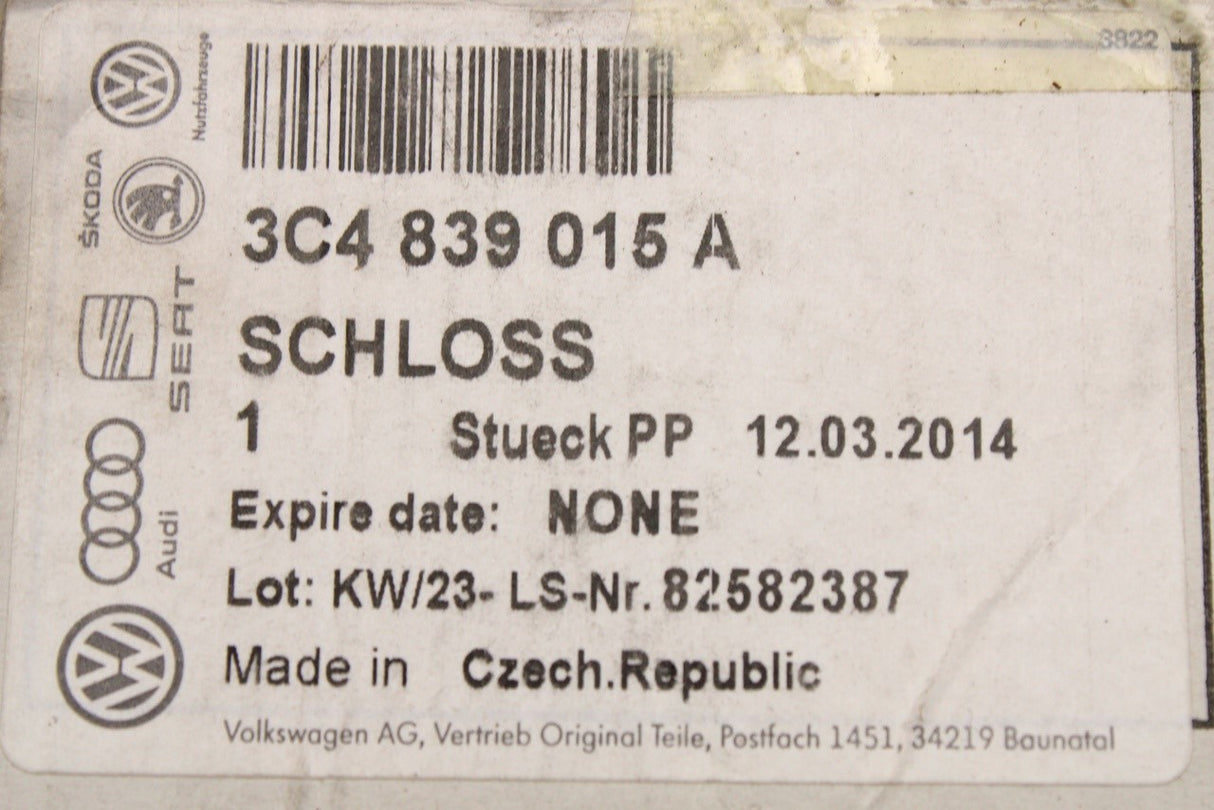 3822
Nutzfahrzeuge
ŠKODA
SEAT
Audi
3C4 839 015 A
SCHLOSS
1 Stueck PP 12.03.2014
Expire date: NONE
Lot: KW/23- LS-Nr. 82582387
Made in Czech.Republic
Volkswagen AG, Vertrieb Original Teile, Postfach 1451, 34219 Baunatal